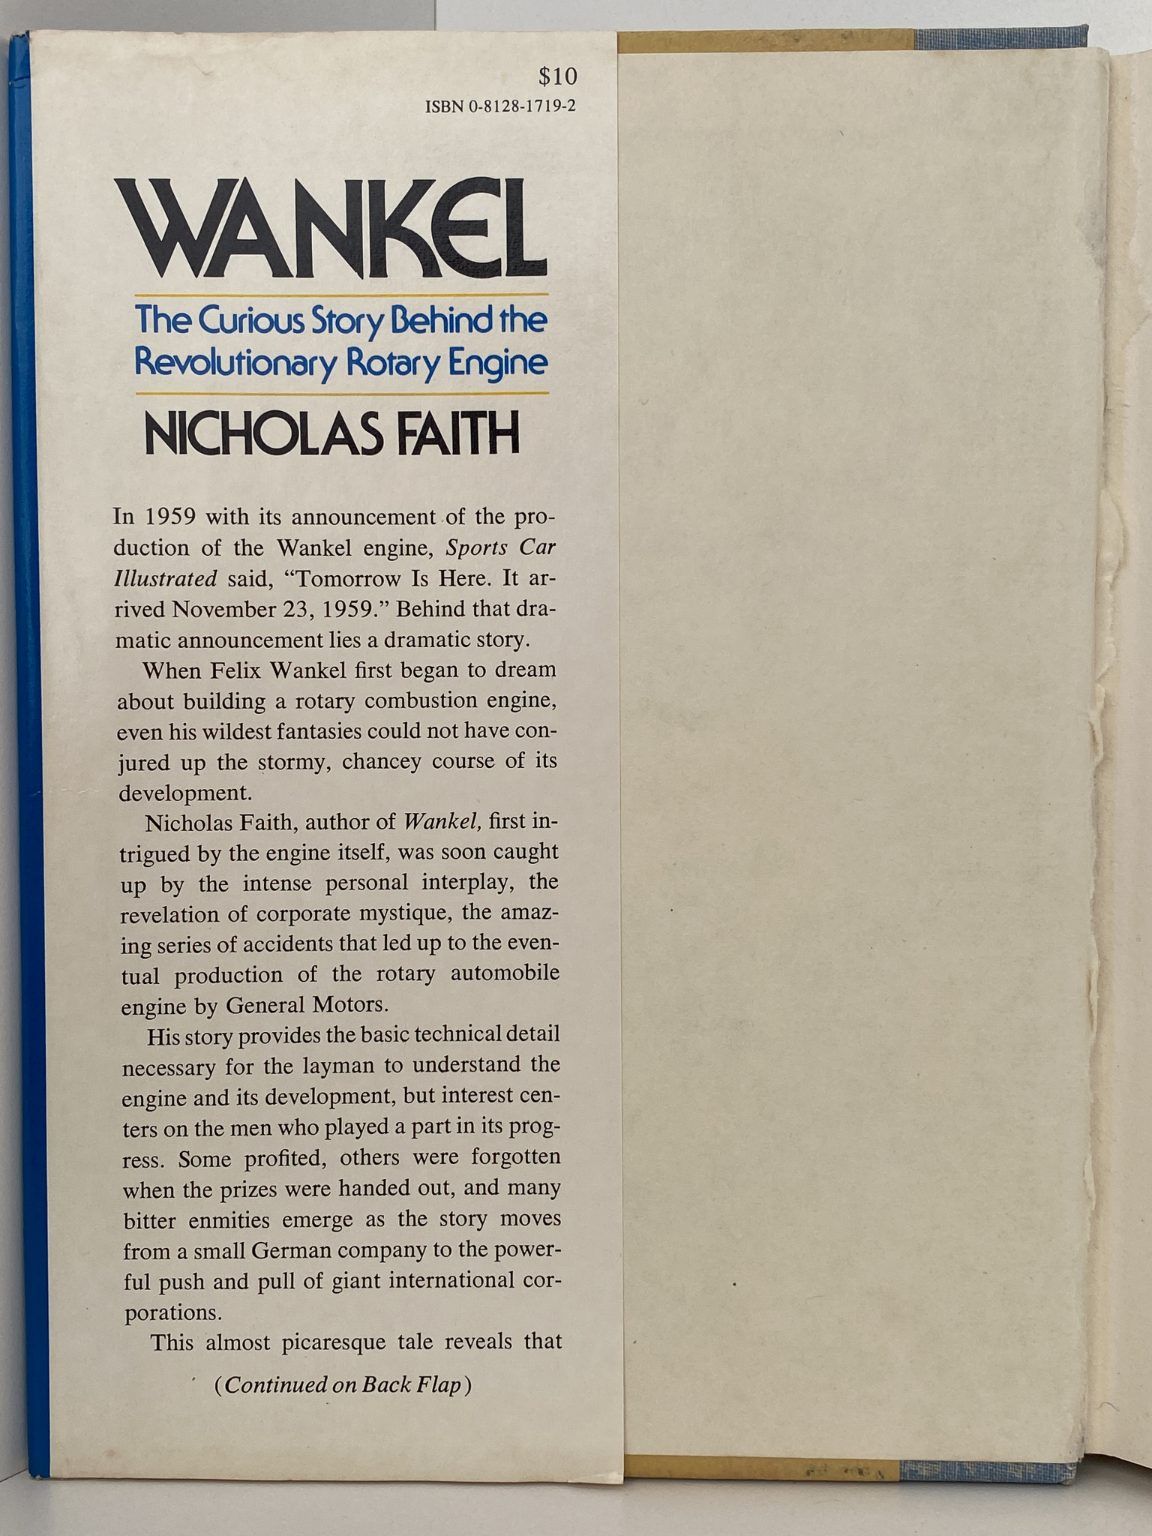 $10
ISBN 0-8128-1719-2
WANKEL
The Curious Story Behind the
Revolutionary Rotary Engine
NICHOLAS FAITH
In 1959 with its announcement of the pro-
duction of the Wankel engine, Sports Car
Illustrated said, “Tomorrow Is Here. It ar-
rived November 23, 1959.” Behind that dra-
matic announcement lies a dramatic story.
When Felix Wankel first began to dream
about building a rotary combustion engine,
even his wildest fantasies could not have con-
jured up the stormy, chancey course of its
development.
Nicholas Faith, author of Wankel, first in-
trigued by the engine itself, was soon caught
up by the intense personal interplay, the
revelation of corporate mystique, the amaz-
ing series of accidents that led up to the even-
tual production of the rotary automobile
engine by General Motors.
His story provides the basic technical detail
necessary for the layman to understand the
engine and its development, but interest cen-
ters on the men who played a part in its prog-
ress. Some profited, others were forgotten
when the prizes were handed out, and many
bitter enmities emerge as the story moves
from a small German company to the power-
ful push and pull of giant international cor-
porations.
This almost picaresque tale reveals that
(Continued on Back Flap)